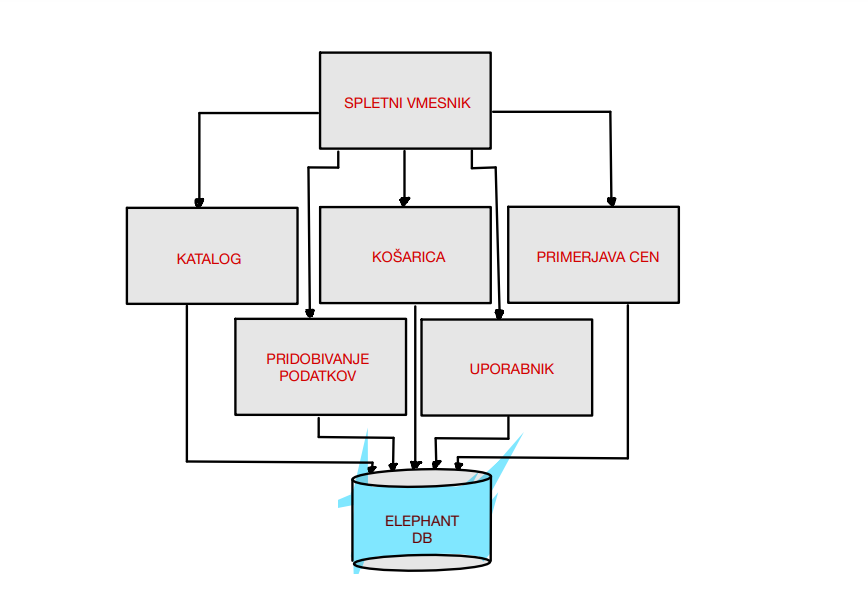 SPLETNI VMESNIK
KATALOG
KOŠARICA
PRIMERJAVA CEN
PRIDOBIVANJE
PODATKOV
UPORABNIK
ELEPHANT
DB